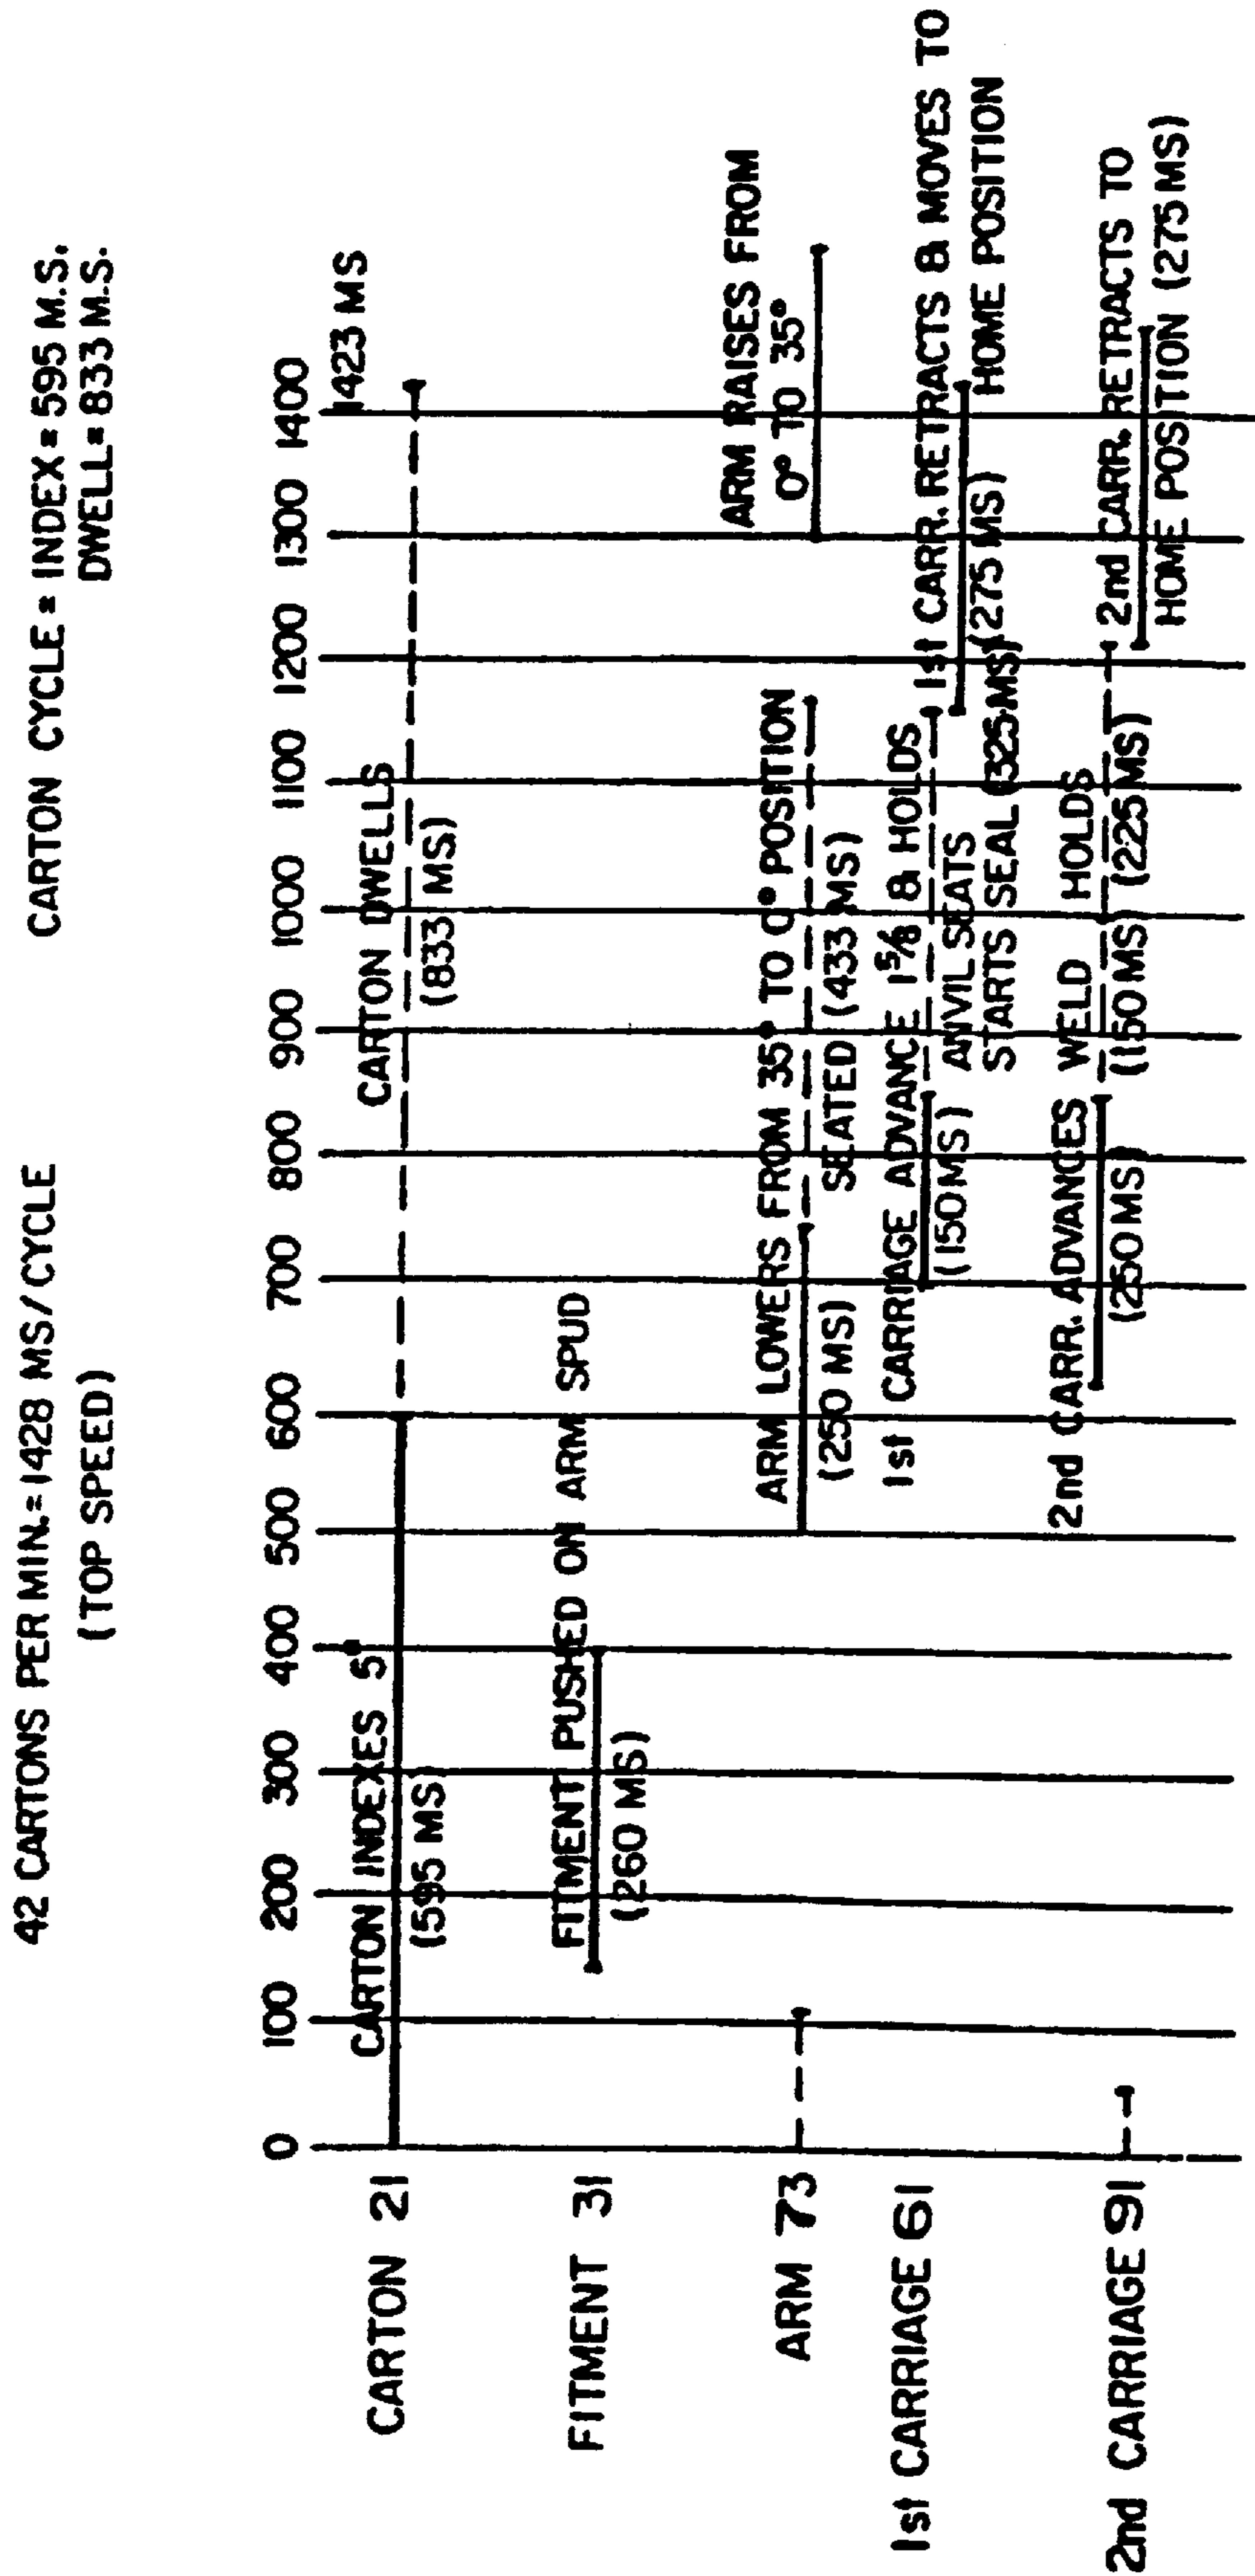 42 CARTONS PER MIN.= 1428 MS/CYCLE
(TOP SPEED)
CARTON CYCLE = INDEX = 595 M.S.
DWELL= 833 M.S.
0 100 200 300 400 500 600 700 800 900 1000 1100 1200 1300 1400
1423 MS
CARTON 21
CARTON INDEXES 5"
(595 MS)
CARTON DWELLS
(833 MS)
FITMENT 31
FITMENT PUSHED ON ARM SPUD
(260 MS)
ARM 73
ARM LOWERS FROM 35° TO 0° POSITION
(250 MS)
SEATED (433 MS)
ARM RAISES FROM
0° TO 35°
1st CARRIAGE 61
1st CARRIAGE ADVANCE 1 5/8 & HOLDS
(150 MS)
ANVIL SEATS
STARTS SEAL (325 MS)
1st CARR. RETRACTS & MOVES TO
(275 MS)
HOME POSITION
2nd CARRIAGE 91
2nd CARR. ADVANCES
(250 MS)
WELD HOLDS
(150 MS) (225 MS)
2nd CARR. RETRACTS TO
HOME POSITION (275 MS)